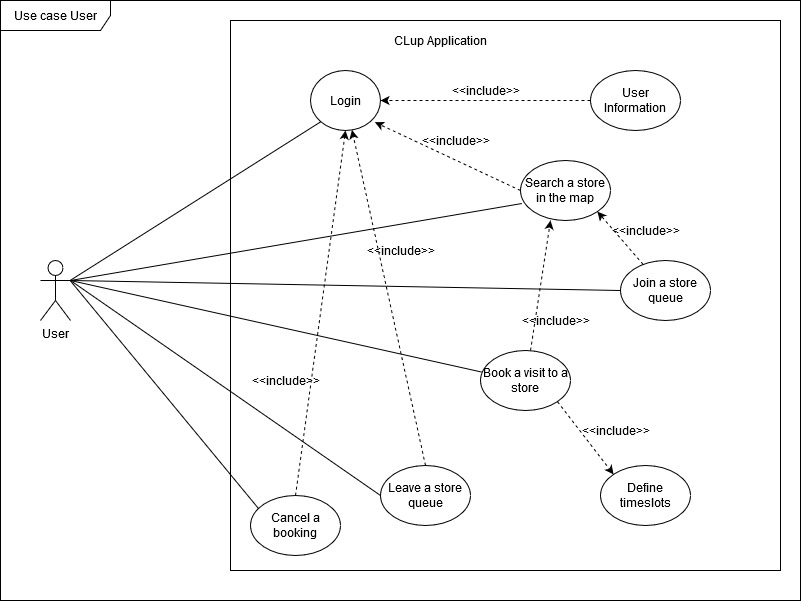 Use case User
CLup Application
Login
<<include>>
User
Information
<<include>>
Search a store
in the map
<<include>>
<<include>>
Join a store
queue
User
<<include>>
Book a visit to a
store
<<include>>
<<include>>
Leave a store
queue
Define
timeslots
Cancel a
booking